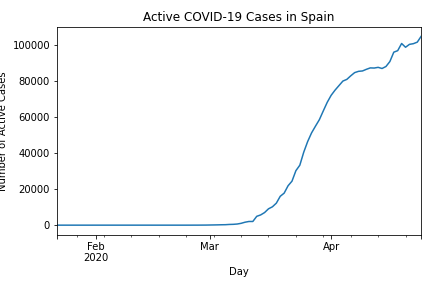 Active COVID-19 Cases in Spain
Number of Active Cases
100000
80000
60000
40000
20000
0
Feb
2020
Mar
Apr
Day